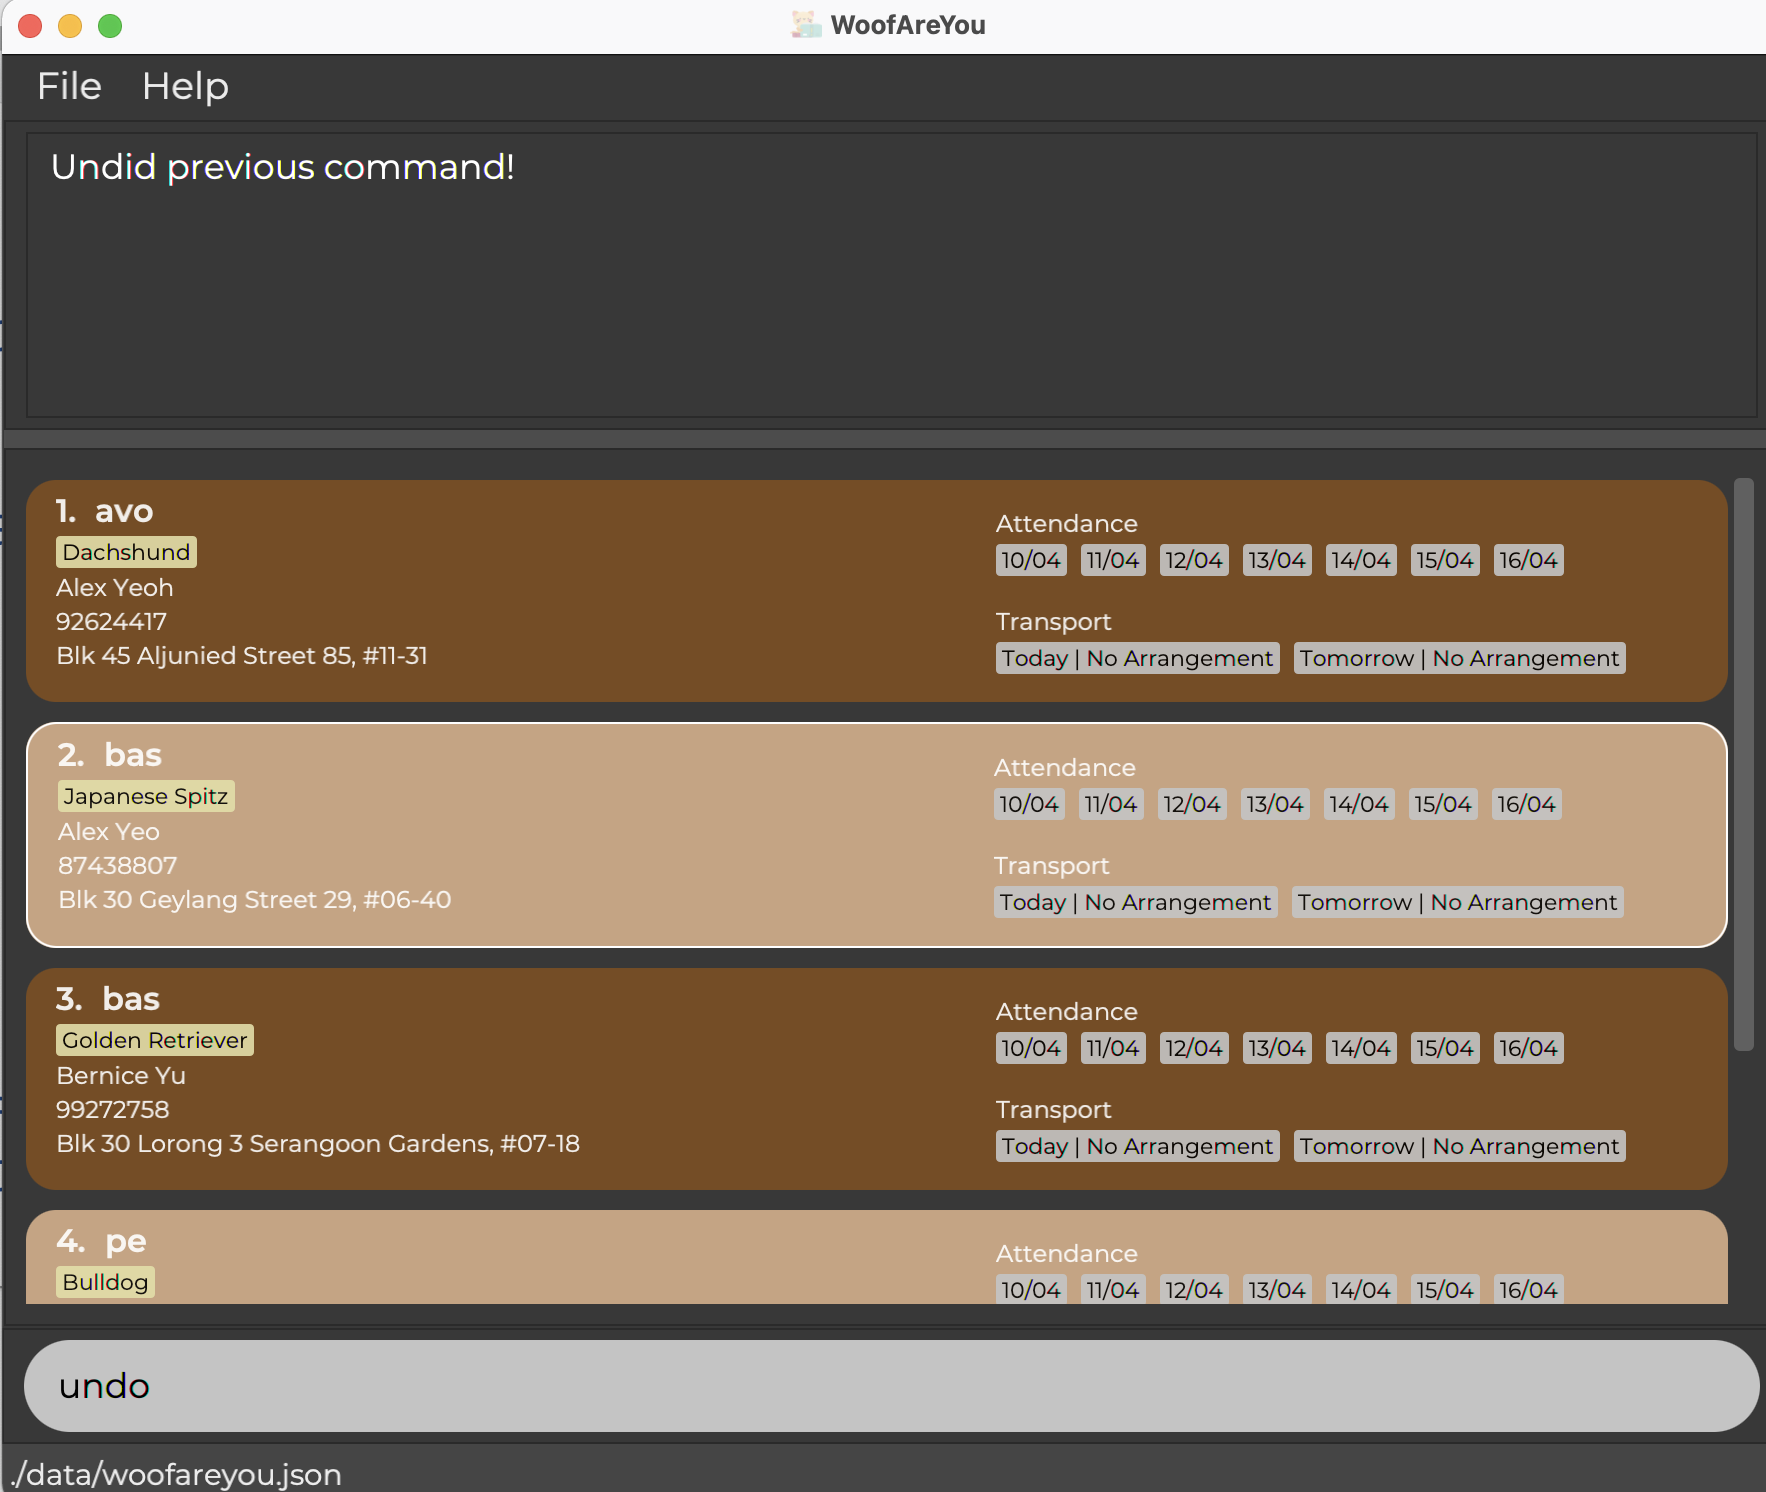 WoofAreYou
File Help
Undid previous command!
1. avo
Dachshund
Alex Yeoh
92624417
Blk 45 Aljunied Street 85, #11-31
Attendance
10/04 11/04 12/04 13/04 14/04 15/04 16/04
Transport
Today | No Arrangement Tomorrow | No Arrangement
2. bas
Japanese Spitz
Alex Yeo
87438807
Blk 30 Geylang Street 29, #06-40
Attendance
10/04 11/04 12/04 13/04 14/04 15/04 16/04
Transport
Today | No Arrangement Tomorrow | No Arrangement
3. bas
Golden Retriever
Bernice Yu
99272758
Blk 30 Lorong 3 Serangoon Gardens, #07-18
Attendance
10/04 11/04 12/04 13/04 14/04 15/04 16/04
Transport
Today | No Arrangement Tomorrow | No Arrangement
4. pe
Bulldog
Attendance
10/04 11/04 12/04 13/04 14/04 15/04 16/04
undo
./data/woofareyou.json